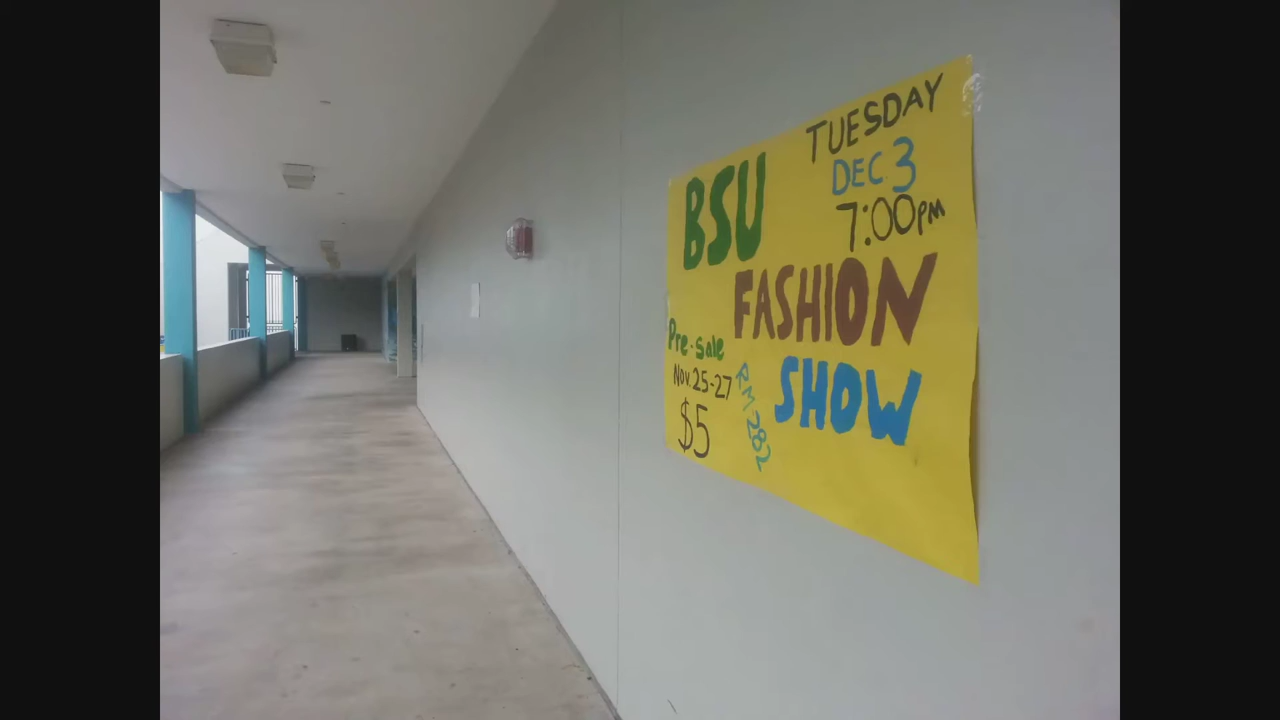 TUESDAY
DEC 3
7:00pm
BSU
FASHION
SHOW
Pre-sale
Nov. 25-27
$5
RM 282